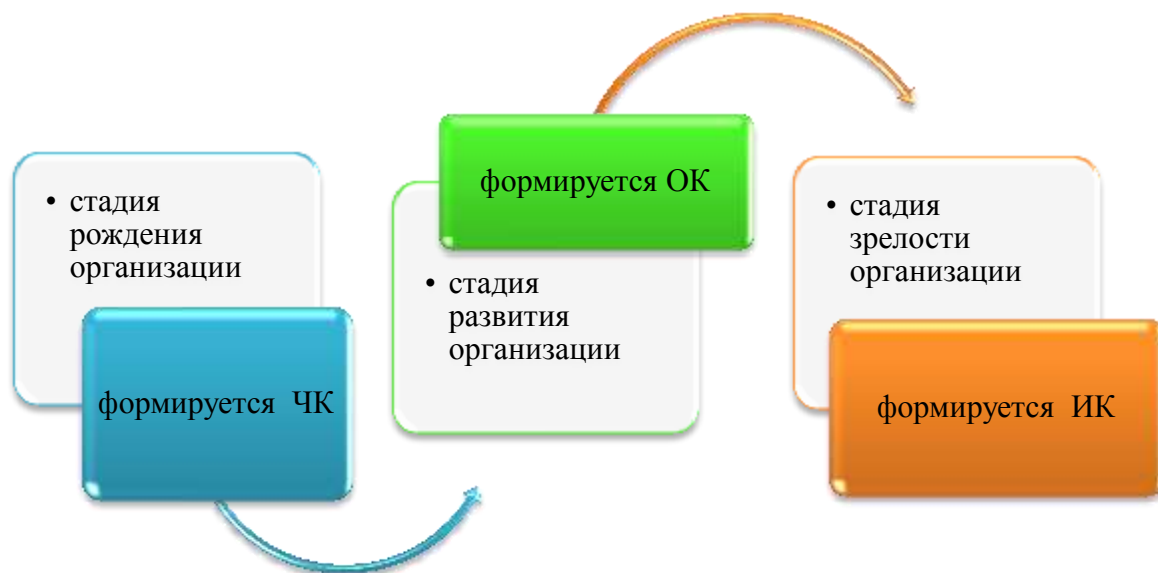 • стадия
рождения
организации
формируется ЧК
формируется ОК
• стадия
развития
организации
• стадия
зрелости
организации
формируется ИК